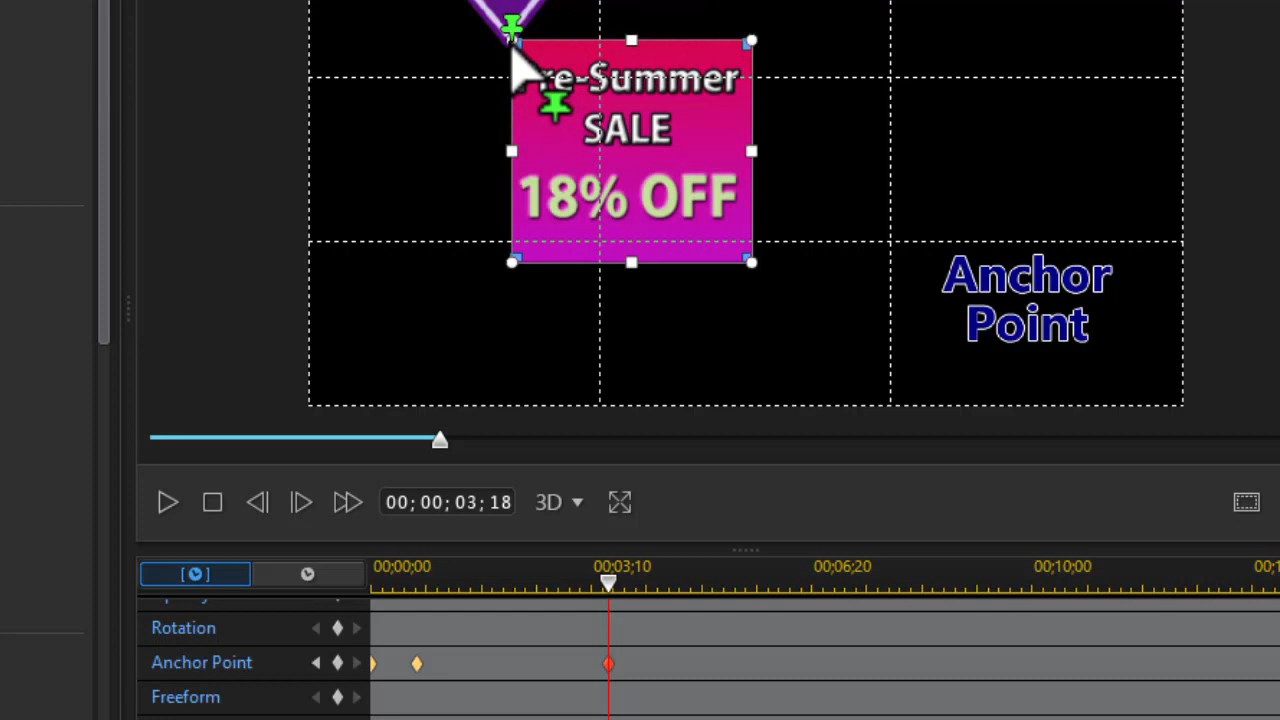 re-Summer
SALE
18% OFF
Anchor
Point
00;00;03;18
3D
00;00;00
00;03;10
00;06;20
00;10;00
Rotation
Anchor Point
Freeform